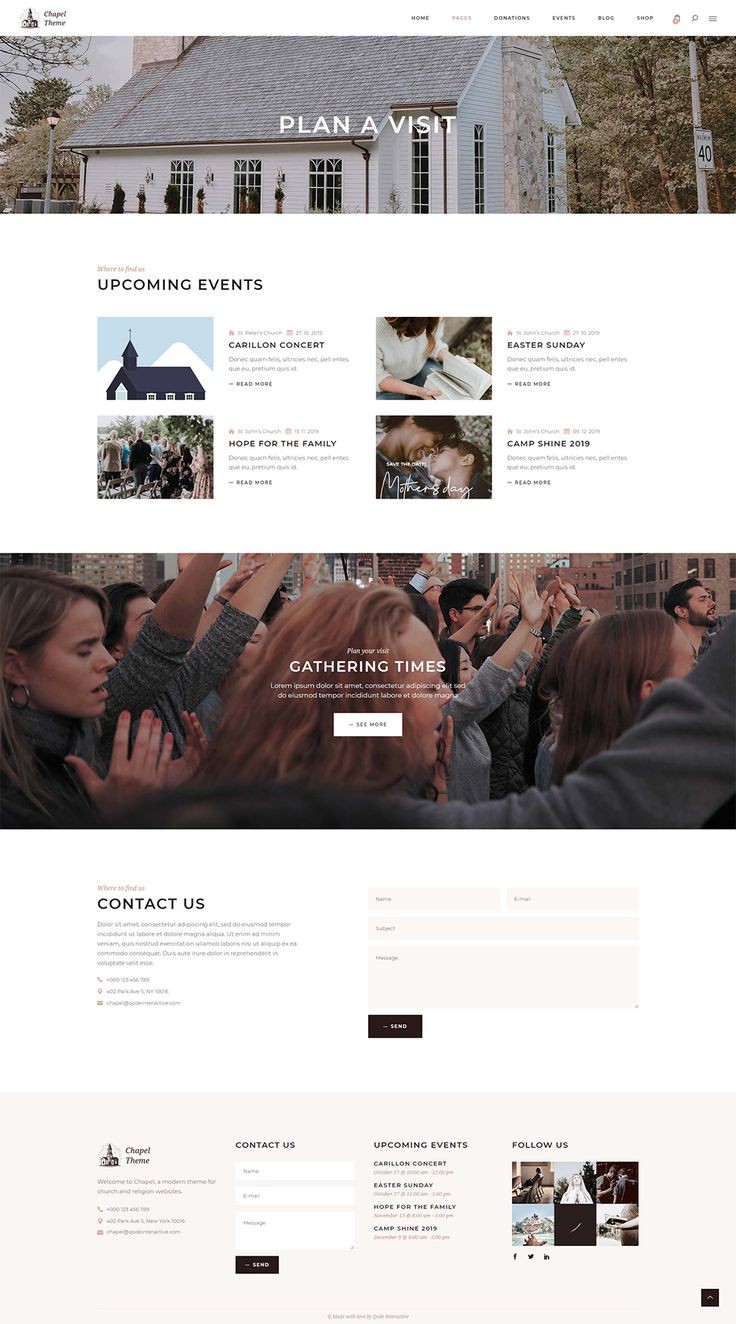 Chapel
Theme
HOME PAGES DONATIONS EVENTS BLOG SHOP
PLAN A VISIT
40
Where to find us
UPCOMING EVENTS
St. Peter's Church 27. 10. 2019
CARILLON CONCERT
Donec quam felis, ultricies nec, pell entes
que eu, pretium quis id.
— READ MORE
St. John's Church 27. 10. 2019
EASTER SUNDAY
Donec quam felis, ultricies nec, pell entes
que eu, pretium quis id.
— READ MORE
St. John's Church 13. 11. 2019
HOPE FOR THE FAMILY
Donec quam felis, ultricies nec, pell entes
que eu, pretium quis id.
— READ MORE
SAVE THE DATE!
Mothers day
St. John's Church 09. 12. 2019
CAMP SHINE 2019
Donec quam felis, ultricies nec, pell entes
que eu, pretium quis id.
— READ MORE
Plan your visit
GATHERING TIMES
Lorem ipsum dolor sit amet, consectetur adipiscing elit sed
do eiusmod tempor incididunt labore et dolore magna
— SEE MORE
Where to find us
CONTACT US
Dolor sit amet, consectetur adipiscing elit, sed do eiusmod tempor
incididunt ut labore et dolore magna aliqua. Ut enim ad minim
veniam, quis nostrud exercitation ullamco laboris nisi ut aliquip ex ea
commodo consequat. Duis aute irure dolor in reprehenderit in
voluptate velit esse.
+000 123 456 789
402 Park Ave S, NY 10016
chapel@qodeinteractive.com
Name
E-mail
Subject
Message
— SEND
Chapel
Theme
Welcome to Chapel, a modern theme for
church and religion websites.
+000 123 456 789
402 Park Ave S, New York 10016
chapel@qodeinteractive.com
CONTACT US
Name
E-mail
Message
— SEND
UPCOMING EVENTS
CARILLON CONCERT
October 27 @ 10:00 am - 12:00 pm
EASTER SUNDAY
October 27 @ 11:00 am - 1:00 pm
HOPE FOR THE FAMILY
November 13 @ 8:00 am - 5:00 pm
CAMP SHINE 2019
December 9 @ 8:00 am - 5:00 pm
FOLLOW US
© Made with love by Qode Interactive